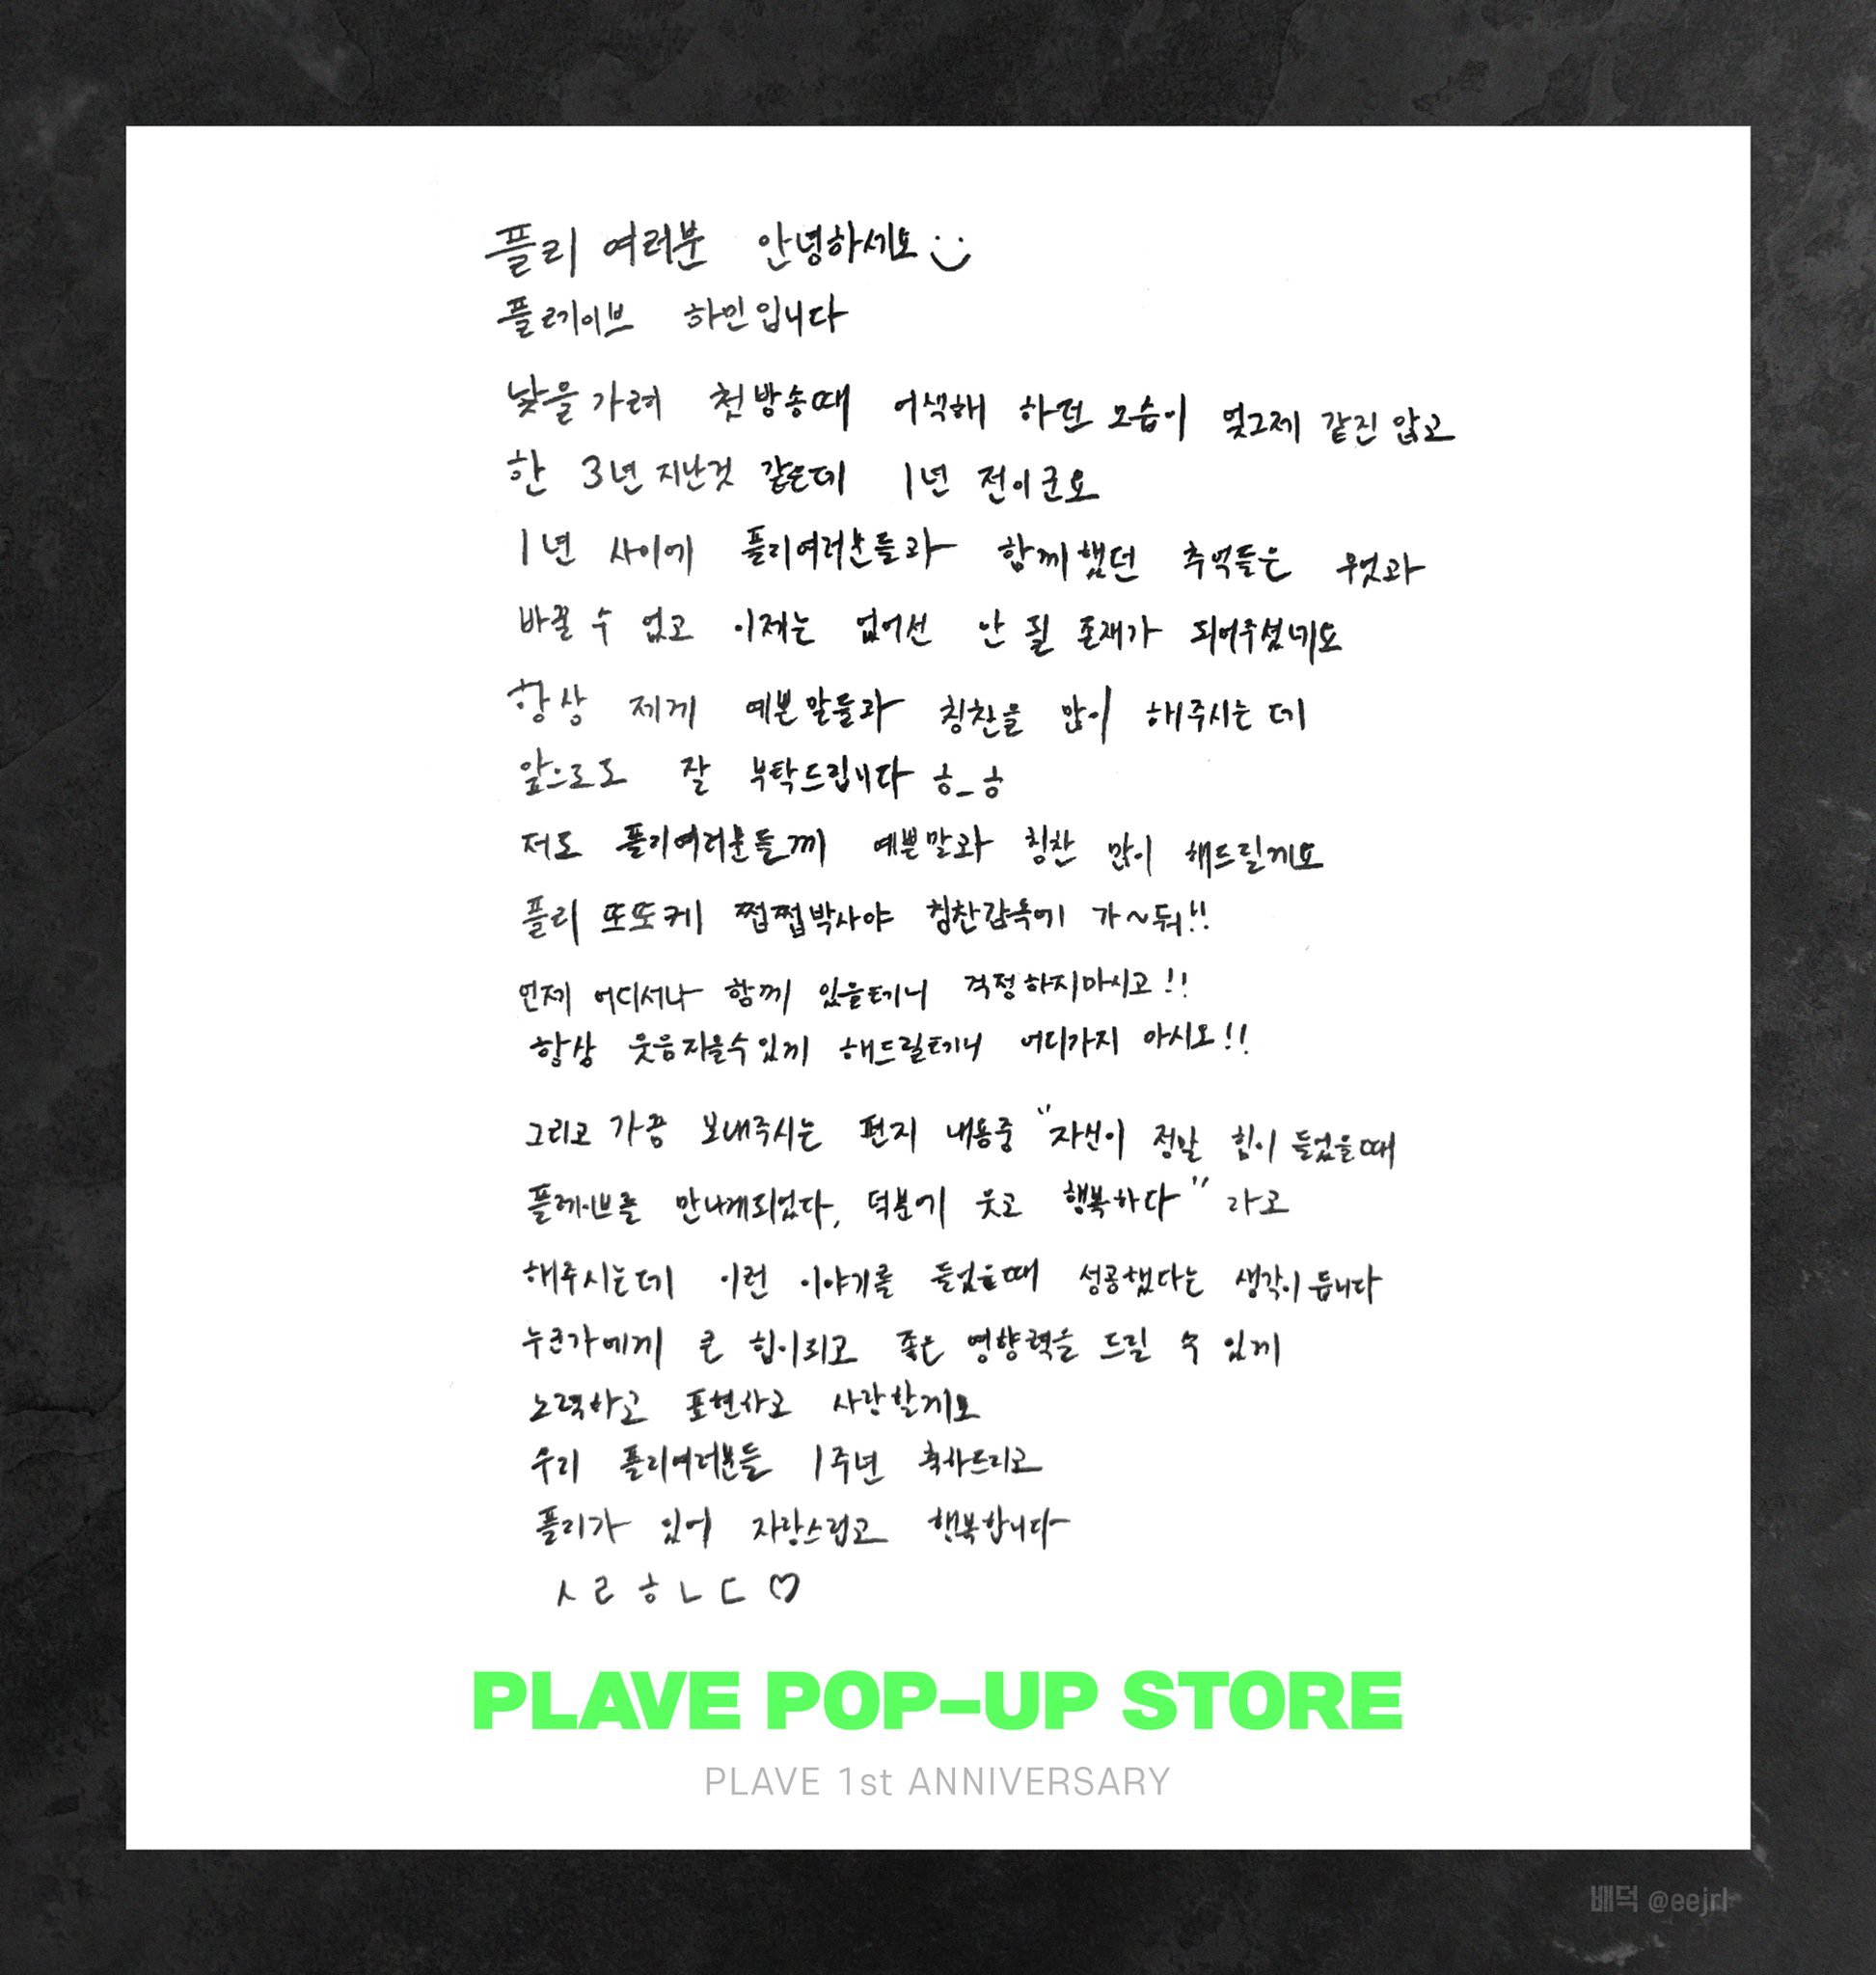 플리 여러분 안녕하세요 :)
플레이브 하민입니다
낯을 가려 첫방송때 어색해 하던 모습이 엊그제 같진 않고
한 3년 지난것 같은데 1년 전이군요
1년 사이에 플리여러분들과 함께했던 추억들은 무엇과
바꿀 수 없고 이제는 없어선 안 될 존재가 되어주셨네요
항상 제게 예쁜말들과 칭찬을 많이 해주시는 데
앞으로도 잘 부탁드립니다 ㅎ_ㅎ
저도 플리여러분들께 예쁜말과 칭찬 많이 해드릴게요
플리 또또케 쩝쩝박사야 칭찬감옥에 가~둬!!
언제 어디서나 함께 있을테니 걱정하지마시고!!
항상 웃음지을수있게 해드릴테니 어디가지 마시오!!
그리고 가끔 보내주시는 편지 내용중 "자신이 정말 힘이 들었을때
플레이브를 만나게되었다, 덕분에 웃고 행복하다" 라고
해주시는데 이런 이야기를 들었을때 성공했다는 생각이 듭니다
누군가에게 큰 힘이되고 좋은 영향력을 드릴 수 있게
노력하고 표현하고 사랑할게요
우리 플리여러분들 1주년 축하드리고
플리가 있어 자랑스럽고 행복합니다
ㅅㄹㅎㄴㄷ♡
PLAVE POP-UP STORE
PLAVE 1st ANNIVERSARY
배덕 @eejrl